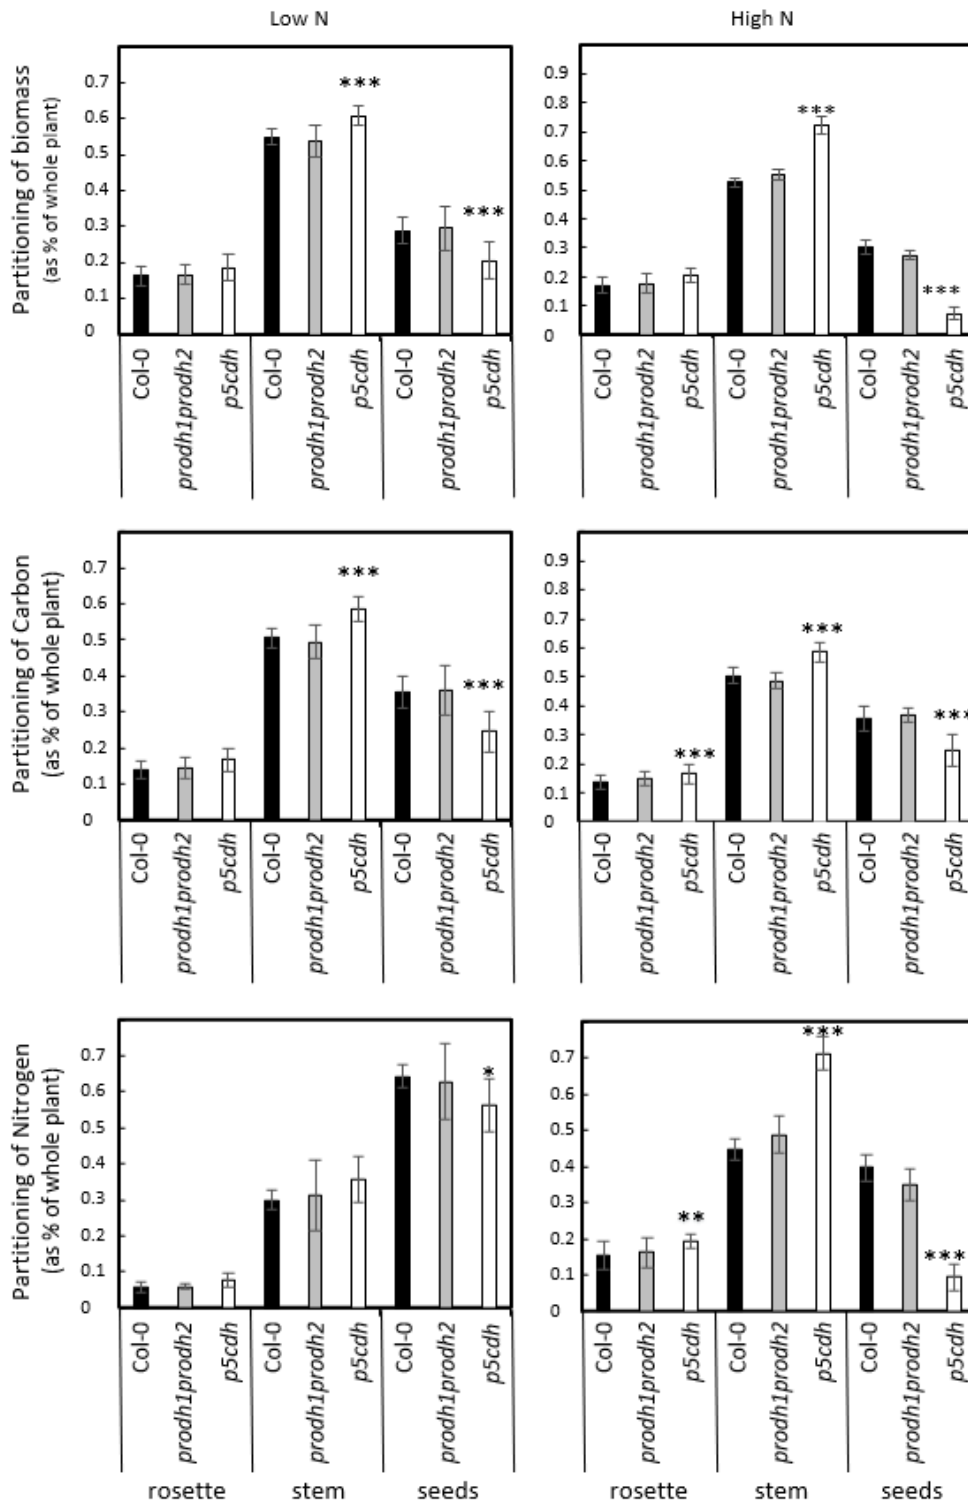 Low N
High N
Partitioning of biomass
(as % of whole plant)
0.7
0.6
0.5
0.4
0.3
0.2
0.1
0
***
***
Col-0
prodh1prodh2
p5cdh
Col-0
prodh1prodh2
p5cdh
Col-0
prodh1prodh2
p5cdh
0.9
0.8
0.7
0.6
0.5
0.4
0.3
0.2
0.1
0
***
***
Col-0
prodh1prodh2
p5cdh
Col-0
prodh1prodh2
p5cdh
Col-0
prodh1prodh2
p5cdh
Partitioning of Carbon
(as % of whole plant)
0.7
0.6
0.5
0.4
0.3
0.2
0.1
0
***
***
Col-0
prodh1prodh2
p5cdh
Col-0
prodh1prodh2
p5cdh
Col-0
prodh1prodh2
p5cdh
0.9
0.8
0.7
0.6
0.5
0.4
0.3
0.2
0.1
0
***
***
***
Col-0
prodh1prodh2
p5cdh
Col-0
prodh1prodh2
p5cdh
Col-0
prodh1prodh2
p5cdh
Partitioning of Nitrogen
(as % of whole plant)
0.7
0.6
0.5
0.4
0.3
0.2
0.1
0
*
Col-0
prodh1prodh2
p5cdh
Col-0
prodh1prodh2
p5cdh
Col-0
prodh1prodh2
p5cdh
rosette
stem
seeds
0.7
0.6
0.5
0.4
0.3
0.2
0.1
0
**
***
***
Col-0
prodh1prodh2
p5cdh
Col-0
prodh1prodh2
p5cdh
Col-0
prodh1prodh2
p5cdh
rosette
stem
seeds